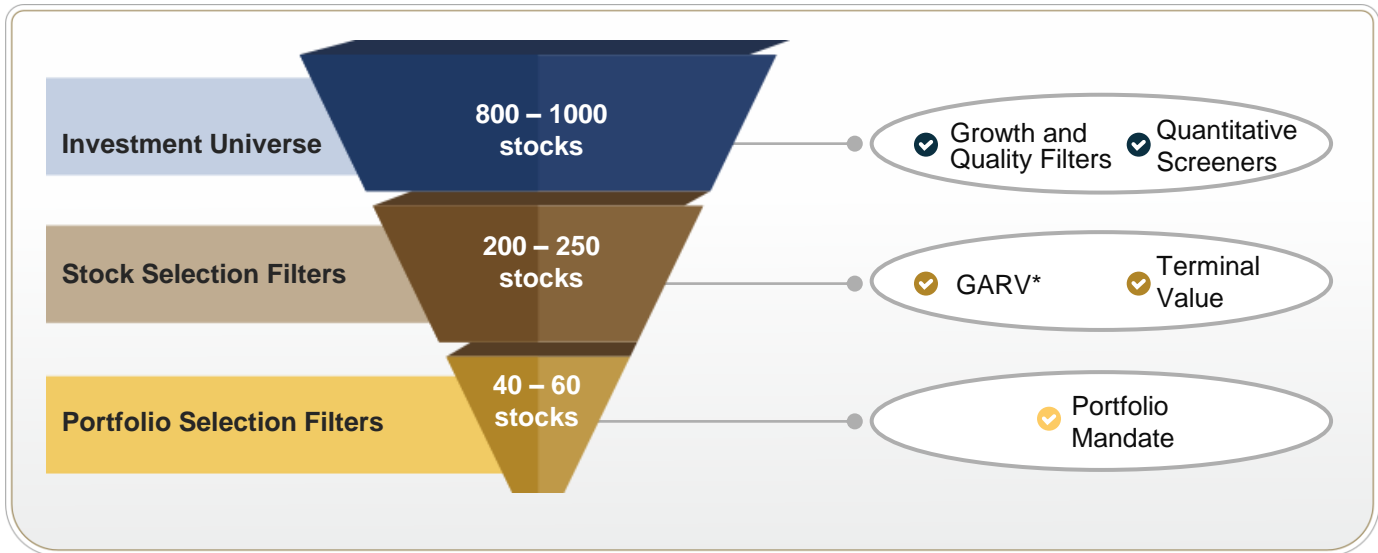 Investment Universe
800 – 1000
stocks
Growth and
Quality Filters
Quantitative
Screeners
Stock Selection Filters
200 – 250
stocks
GARV*
Terminal
Value
Portfolio Selection Filters
40 – 60
stocks
Portfolio
Mandate